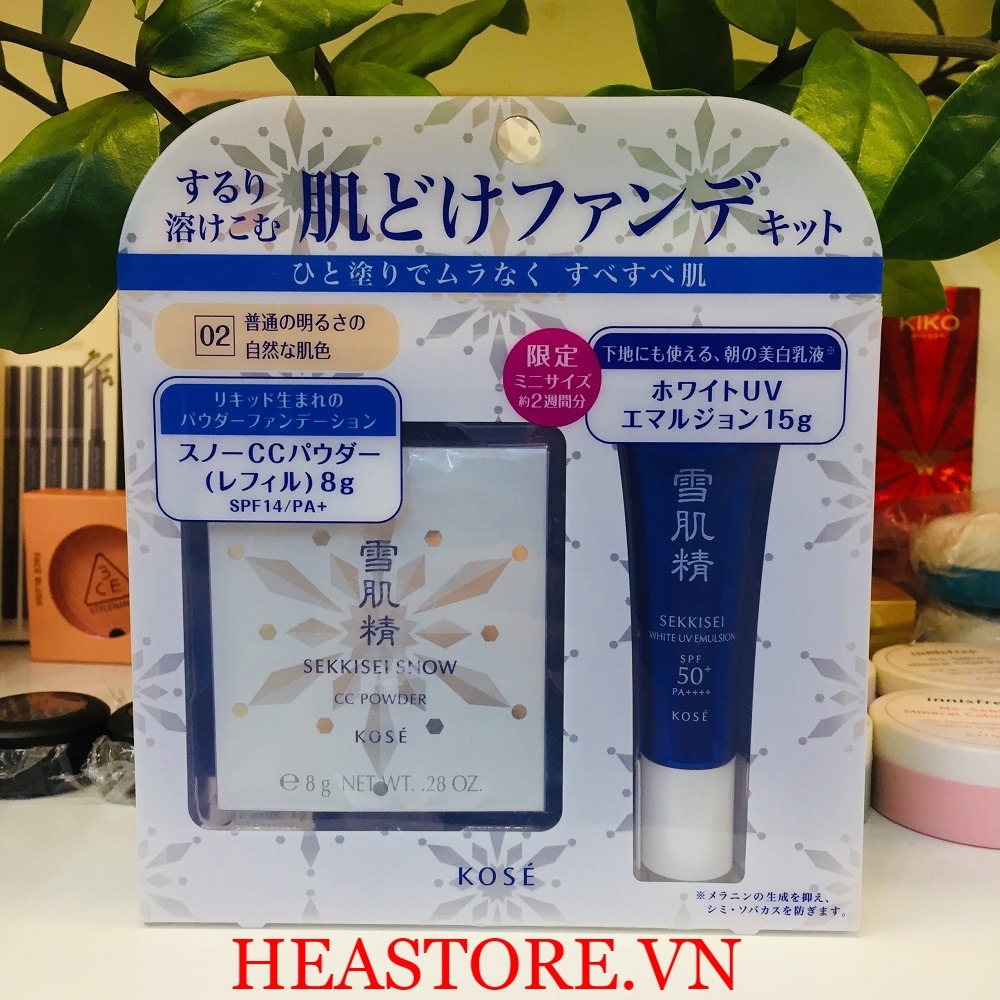 するり
溶けこむ
肌どけファンデキット
ひと塗りでムラなく すべすべ肌
02
普通の明るさの
自然な肌色
リキッド生まれの
パウダーファンデーション
スノーCCパウダー
(レフィル)8g
SPF14/PA+
限定
ミニサイズ
約2週間分
下地にも使える、朝の美白乳液※
ホワイトUV
エマルジョン15g
雪肌精
SEKKISEI SNOW
CC POWDER
KOSÉ
e 8 g NET WT. .28 OZ.
雪肌精
SEKKISEI
WHITE UV EMULSION
SPF
50+
PA++++
KOSÉ
KOSÉ
※メラニンの生成を抑え、
シミ・ソバカスを防ぎます。
KIKO
3CE
FACE BLUSH
innisfree
innisfree
HEASTORE.VN